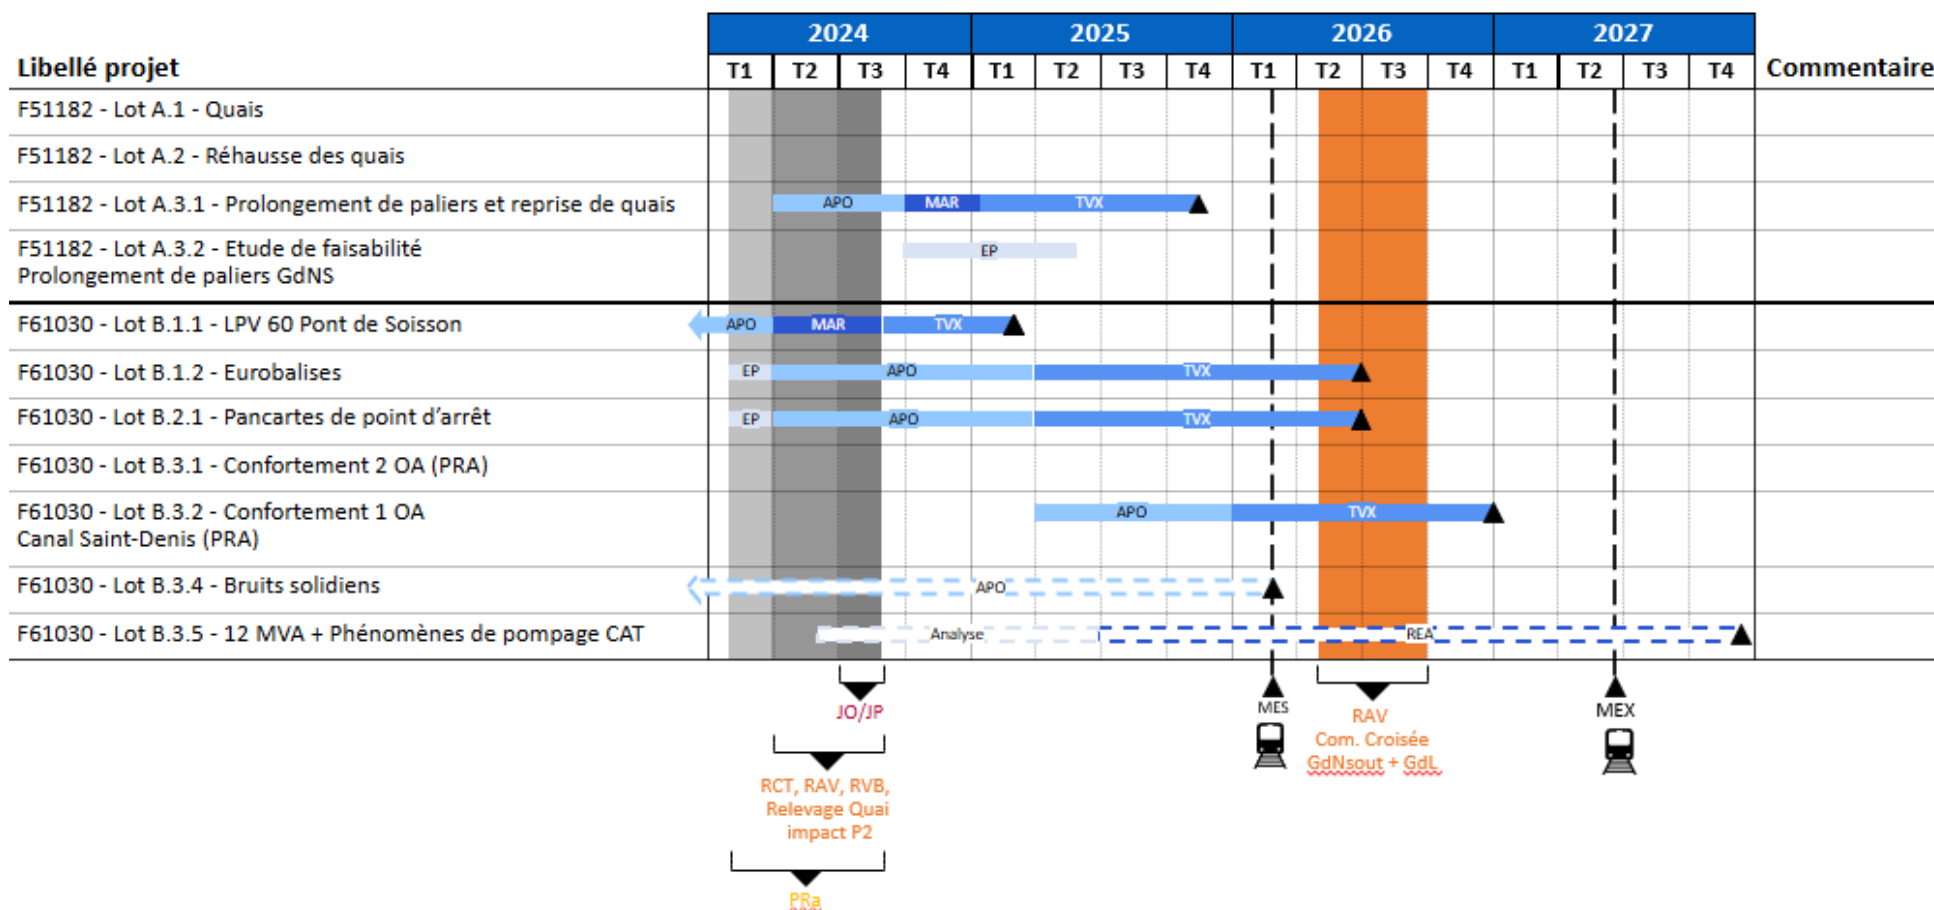 2024 2025 2026 2027
Libellé projet T1 T2 T3 T4 T1 T2 T3 T4 T1 T2 T3 T4 T1 T2 T3 T4 Commentaire
F51182 - Lot A.1 - Quais
F51182 - Lot A.2 - Réhausse des quais
F51182 - Lot A.3.1 - Prolongement de paliers et reprise de quais APO MAR TVX
F51182 - Lot A.3.2 - Etude de faisabilité EP
Prolongement de paliers GdNS
F61030 - Lot B.1.1 - LPV 60 Pont de Soisson APO MAR TVX
F61030 - Lot B.1.2 - Eurobalises EP APO TVX
F61030 - Lot B.2.1 - Pancartes de point d’arrêt EP APO TVX
F61030 - Lot B.3.1 - Confortement 2 OA (PRA)
F61030 - Lot B.3.2 - Confortement 1 OA APO TVX
Canal Saint-Denis (PRA)
F61030 - Lot B.3.4 - Bruits solidiens APO
F61030 - Lot B.3.5 - 12 MVA + Phénomènes de pompage CAT Analyse REA
JO/JP
MES
RAV
Com. Croisée
GdNsout + GdL
MEX
RCT, RAV, RVB,
Relevage Quai
impact P2
PRa